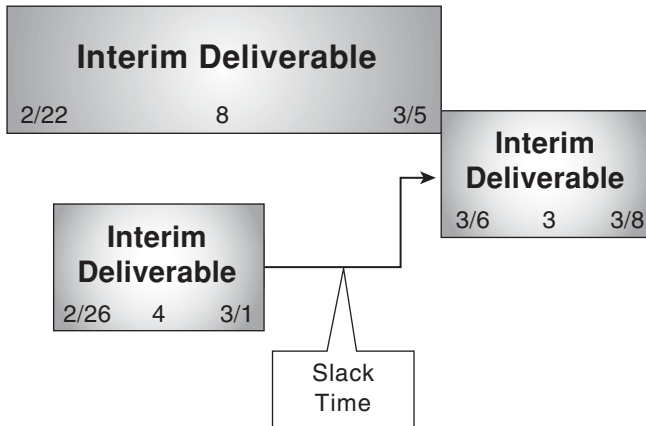 Interim Deliverable
2/22 8 3/5
Interim
Deliverable
3/6 3 3/8
Interim
Deliverable
2/26 4 3/1
Slack
Time